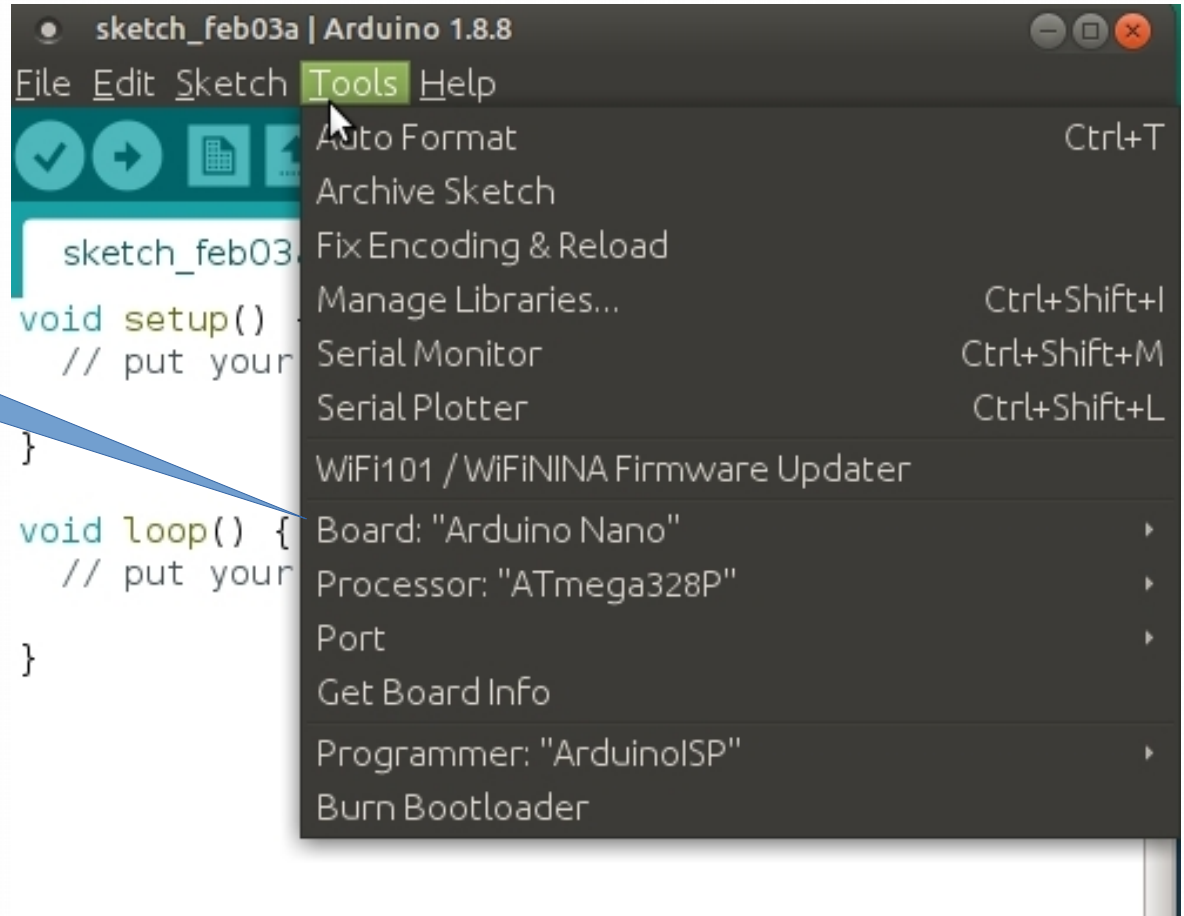 sketch_feb03a | Arduino 1.8.8
File Edit Sketch Tools Help
Auto Format Ctrl+T
Archive Sketch
sketch_feb03a Fix Encoding & Reload
void setup() { Manage Libraries... Ctrl+Shift+I
// put your Serial Monitor Ctrl+Shift+M
Serial Plotter Ctrl+Shift+L
}
WiFi101 / WiFiNINA Firmware Updater
void loop() { Board: "Arduino Nano"
// put your Processor: "ATmega328P"
} Port
Get Board Info
Programmer: "ArduinoISP"
Burn Bootloader